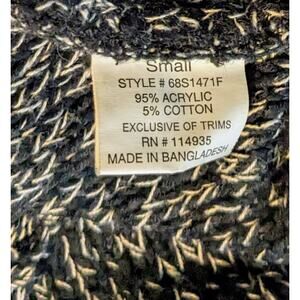 Small
STYLE # 68S1471F
95% ACRYLIC
5% COTTON
EXCLUSIVE OF TRIMS
RN # 114935
MADE IN BANGLADESH